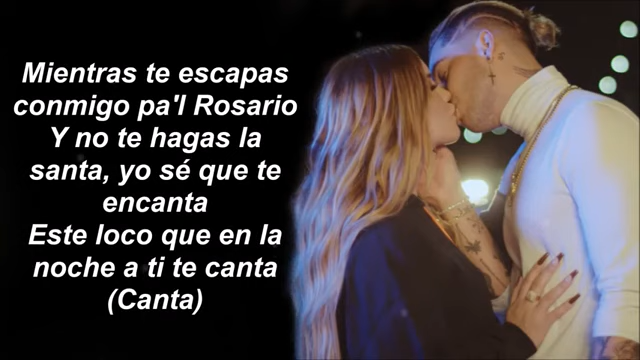 Mientras te escapas
conmigo pa'l Rosario
Y no te hagas la
santa, yo sé que te
encanta
Este loco que en la
noche a ti te canta
(Canta)